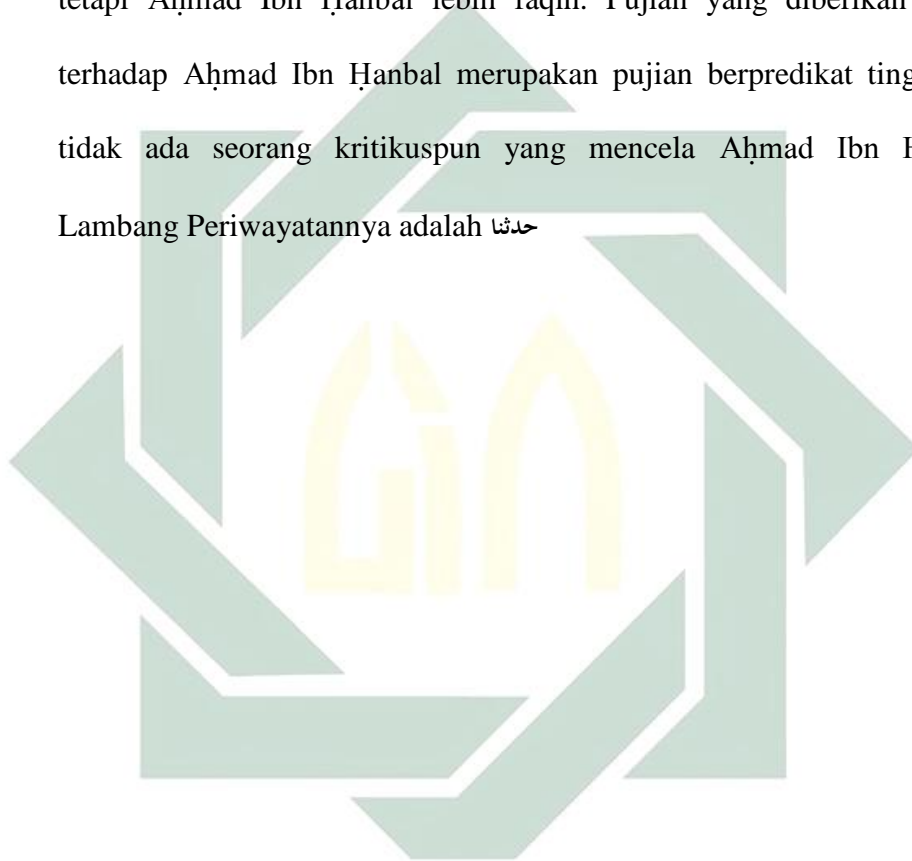 tetapi Aḥmad Ibn Ḥanbal lebih faqih. Pujian yang diberikan
terhadap Aḥmad Ibn Ḥanbal merupakan pujian berpredikat ting
tidak ada seorang kritikuspun yang mencela Aḥmad Ibn
Lambang Periwayatannya adalah حدثنا